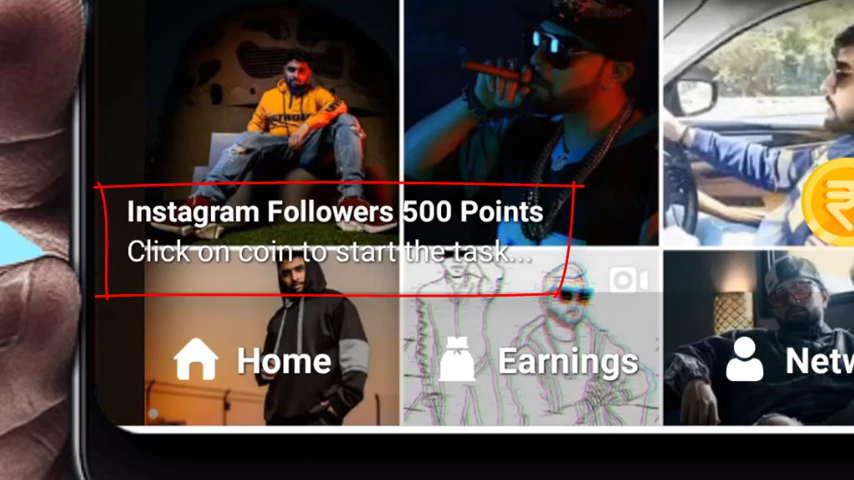 Instagram Followers 500 Points
Click on coin to start the task...
Home
Earnings
Netw
₹